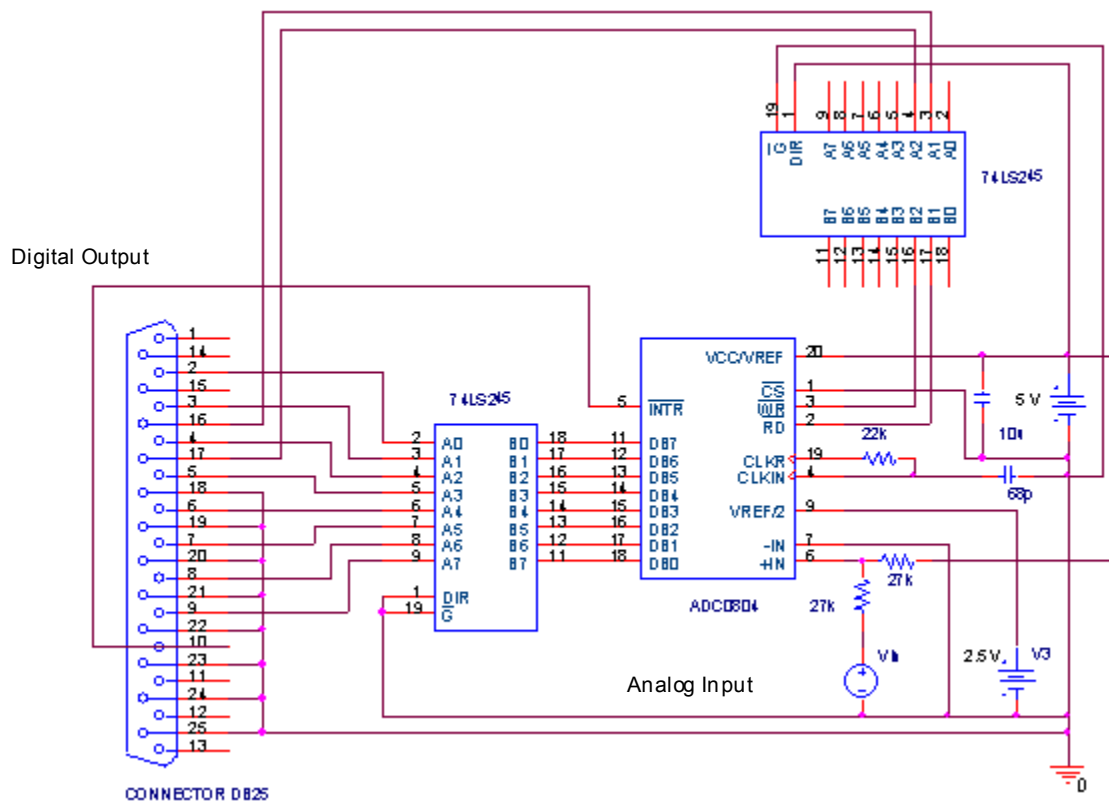 19 1 9 8 7 6 5 4 3 2
G DIR A7 A6 A5 A4 A3 A2 A1 A0
74LS245
B7 B6 B5 B4 B3 B2 B1 B0
11 12 13 14 15 16 17 18
Digital Output
1
14
2
15
3
16
4
17
5
18
6
19
7
20
8
21
9
22
10
23
11
24
12
25
13
CONNECTOR DB25
74LS245
2 A0 B0 18
3 A1 B1 17
4 A2 B2 16
5 A3 B3 15
6 A4 B4 14
7 A5 B5 13
8 A6 B6 12
9 A7 B7 11
1 DIR
19 G
VCC/VREF 20
CS 1
5 INTR
WR 3
RD 2
11 DB7
12 DB6
13 DB5
14 DB4
15 DB3
16 DB2
17 DB1
18 DB0
CLKR 19
CLKIN 4
VREF/2 9
-IN 7
+IN 6
ADC0804
22k
68p
10u
5 V
27k
27k
Vin
Analog Input
2.5 V
V3
0